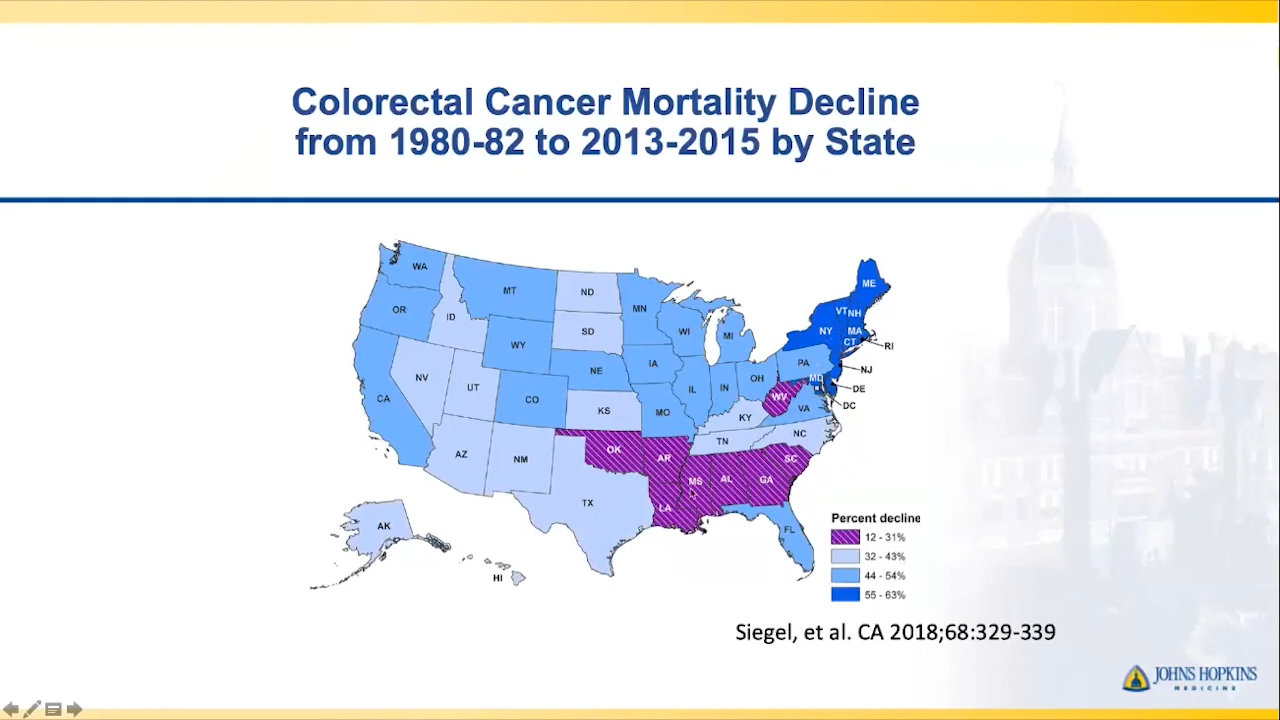 Colorectal Cancer Mortality Decline
from 1980-82 to 2013-2015 by State
WA
MT
ND
MN
ME
OR
ID
SD
WI
MI
VT
NH
NY
MA
CT
RI
WY
NE
IA
PA
NJ
NV
UT
CO
IL
IN
OH
MD
DE
DC
CA
KS
MO
KY
WV
VA
AZ
NM
OK
AR
TN
NC
TX
LA
MS
AL
GA
SC
FL
AK
HI
Percent decline
12 - 31%
32 - 43%
44 - 54%
55 - 63%
Siegel, et al. CA 2018;68:329-339
JOHNS HOPKINS
MEDICINE